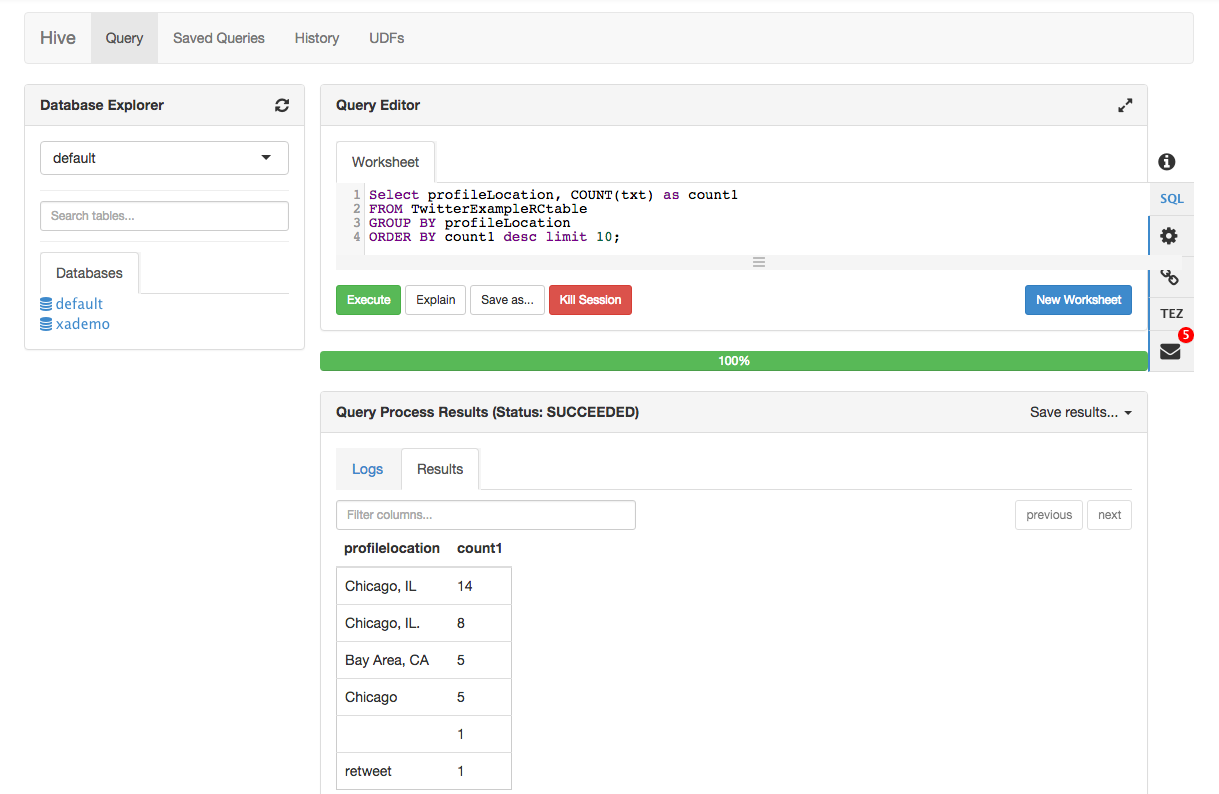 Hive Query Saved Queries History UDFs
Database Explorer
default
Search tables...
Databases
default
xademo
Query Editor
Worksheet
1 Select profileLocation, COUNT(txt) as count1
2 FROM TwitterExampleRCtable
3 GROUP BY profileLocation
4 ORDER BY count1 desc limit 10;
Execute Explain Save as... Kill Session New Worksheet
SQL
TEZ
5
100%
Query Process Results (Status: SUCCEEDED) Save results...
Logs Results
Filter columns... previous next
profilelocation count1
Chicago, IL 14
Chicago, IL. 8
Bay Area, CA 5
Chicago 5
1
retweet 1